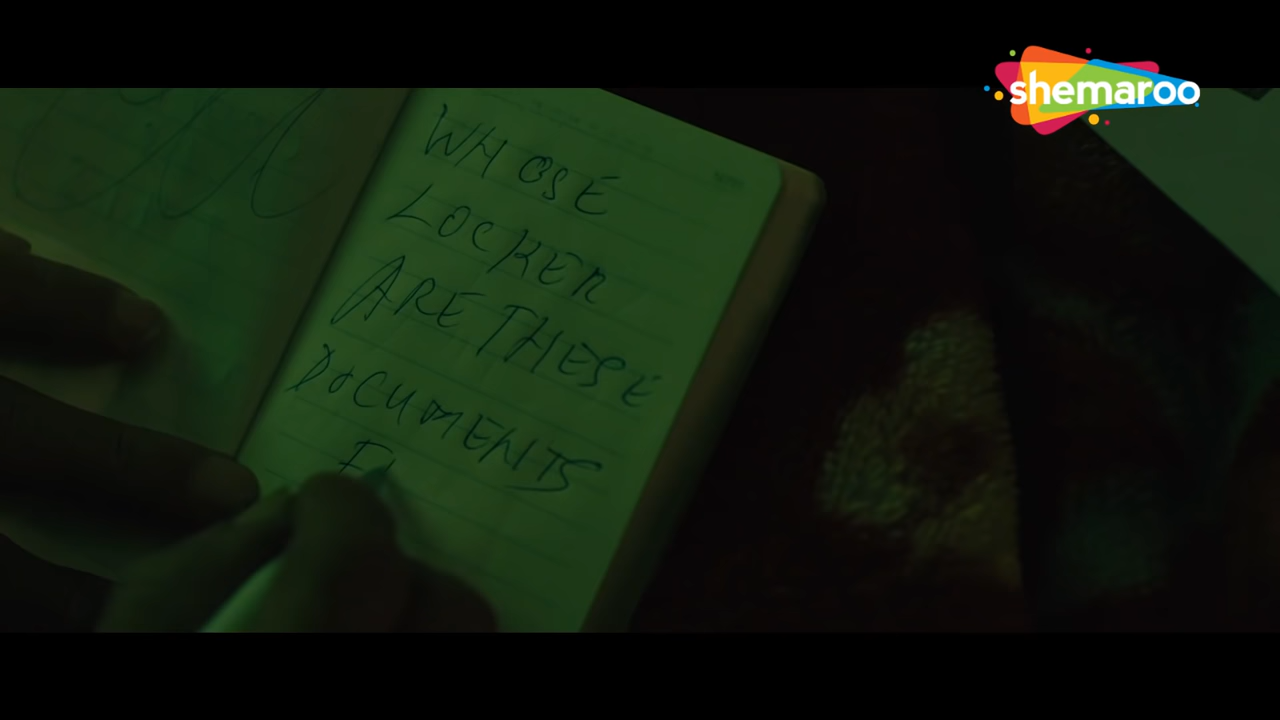 shemaroo
WHOSE
LOCKER
ARE THESE
DOCUMENTS